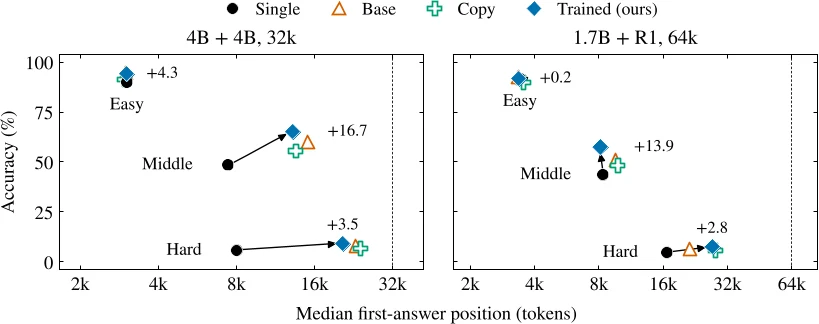 Single Base Copy Trained (ours)
4B + 4B, 32k
1.7B + R1, 64k
Accuracy (%)
100
75
50
25
0
+4.3
Easy
+16.7
Middle
+3.5
Hard
2k 4k 8k 16k 32k
+0.2
Easy
+13.9
Middle
+2.8
Hard
2k 4k 8k 16k 32k 64k
Median first-answer position (tokens)